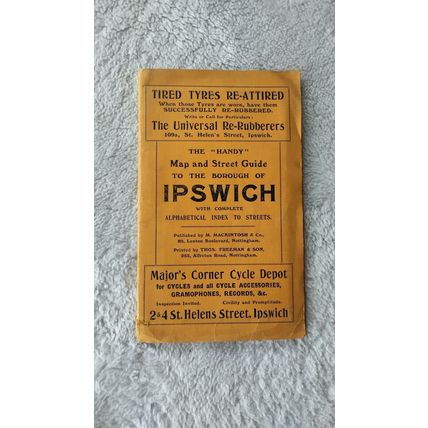 TIRED TYRES RE-ATTIRED
When those Tyres are worn, have them
SUCCESSFULLY RE-RUBBERED.
Write or Call for Particulars:
The Universal Re-Rubberers
109a, St. Helen's Street, Ipswich.
THE "HANDY"
Map and Street Guide
TO THE BOROUGH OF
IPSWICH
WITH COMPLETE
ALPHABETICAL INDEX TO STREETS.
Published by M. MACKINTOSH & Co.,
Lenton Boulevard, Nottingham.
Printed by THOS. FREEMAN & SON,
Alfreton Road, Nottingham.
Major's Corner Cycle Depot
for CYCLES and all CYCLE ACCESSORIES,
GRAMOPHONES, RECORDS, &c.
Inspection Invited. Civility and Promptitude.
2 & 4 St. Helens Street, Ipswich